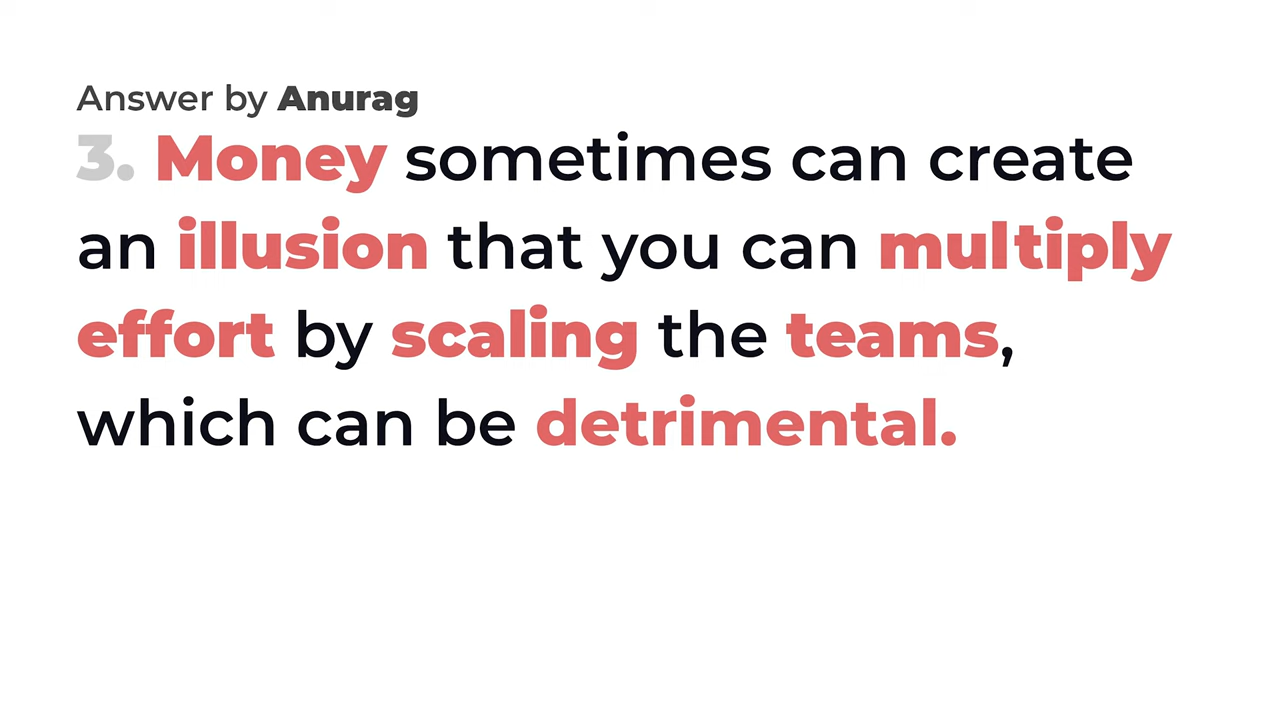 Answer by Anurag
3. Money sometimes can create
an illusion that you can multiply
effort by scaling the teams,
which can be detrimental.